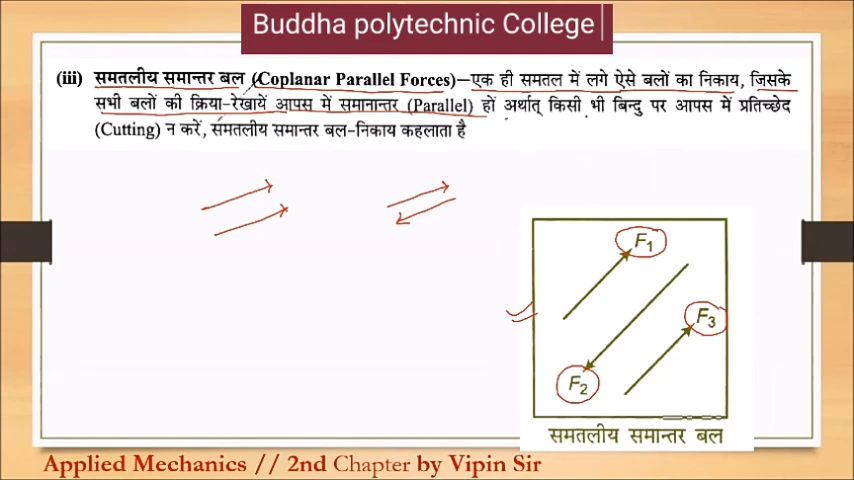 Buddha polytechnic College
(iii) समतलीय समान्तर बल (Coplanar Parallel Forces)–एक ही समतल में लगे ऐसे बलों का निकाय, जिसके
सभी बलों की क्रिया-रेखायें आपस में समानान्तर (Parallel) हों अर्थात् किसी भी बिन्दु पर आपस में प्रतिच्छेद
(Cutting) न करें, समतलीय समान्तर बल-निकाय कहलाता है
F1
F3
F2
समतलीय समान्तर बल
Applied Mechanics // 2nd Chapter by Vipin Sir